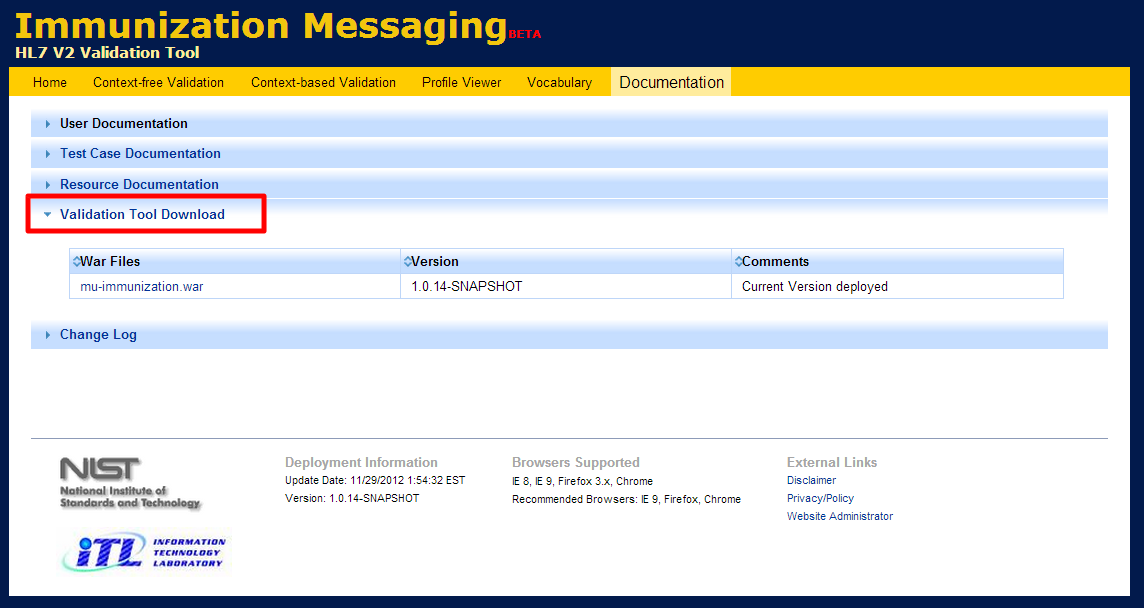 Immunization Messaging BETA
HL7 V2 Validation Tool
Home Context-free Validation Context-based Validation Profile Viewer Vocabulary Documentation
User Documentation
Test Case Documentation
Resource Documentation
Validation Tool Download
War Files Version Comments
mu-immunization.war 1.0.14-SNAPSHOT Current Version deployed
Change Log
NIST
National Institute of
Standards and Technology
ITL INFORMATION
TECHNOLOGY
LABORATORY
Deployment Information
Update Date: 11/29/2012 1:54:32 EST
Version: 1.0.14-SNAPSHOT
Browsers Supported
IE 8, IE 9, Firefox 3.x, Chrome
Recommended Browsers: IE 9, Firefox, Chrome
External Links
Disclaimer
Privacy/Policy
Website Administrator